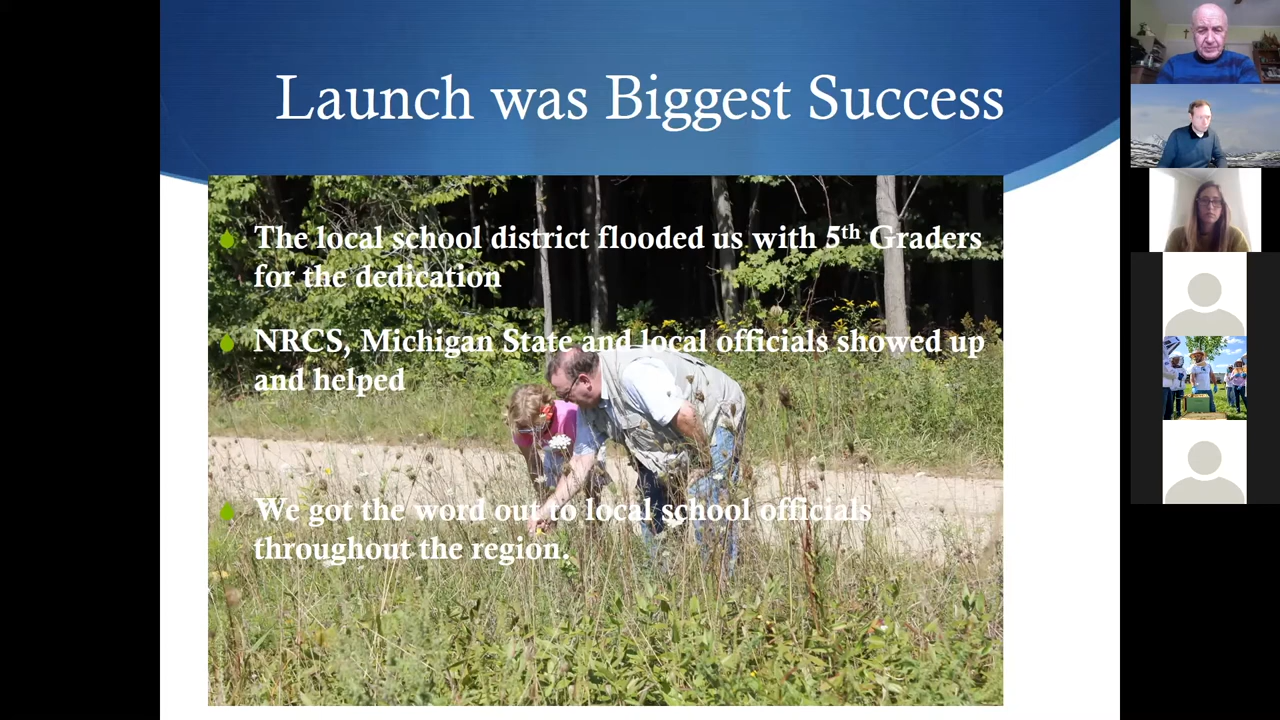 Launch was Biggest Success
The local school district flooded us with 5th Graders
for the dedication
NRCS, Michigan State and local officials showed up
and helped
We got the word out to local school officials
throughout the region.